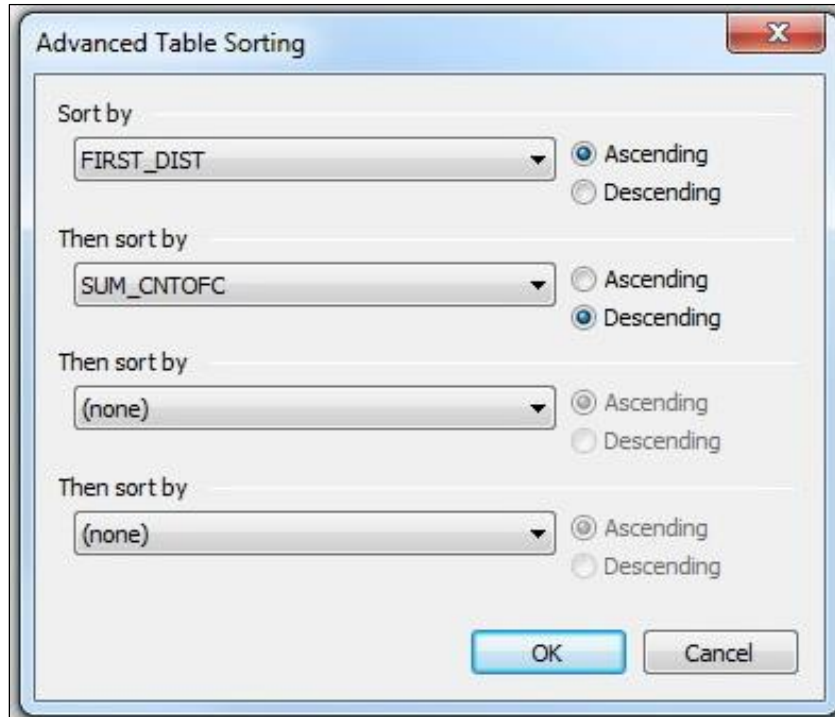 Advanced Table Sorting
Sort by
FIRST_DIST
Ascending
Descending
Then sort by
SUM_CNTOFC
Ascending
Descending
Then sort by
(none)
Ascending
Descending
Then sort by
(none)
Ascending
Descending
OK Cancel